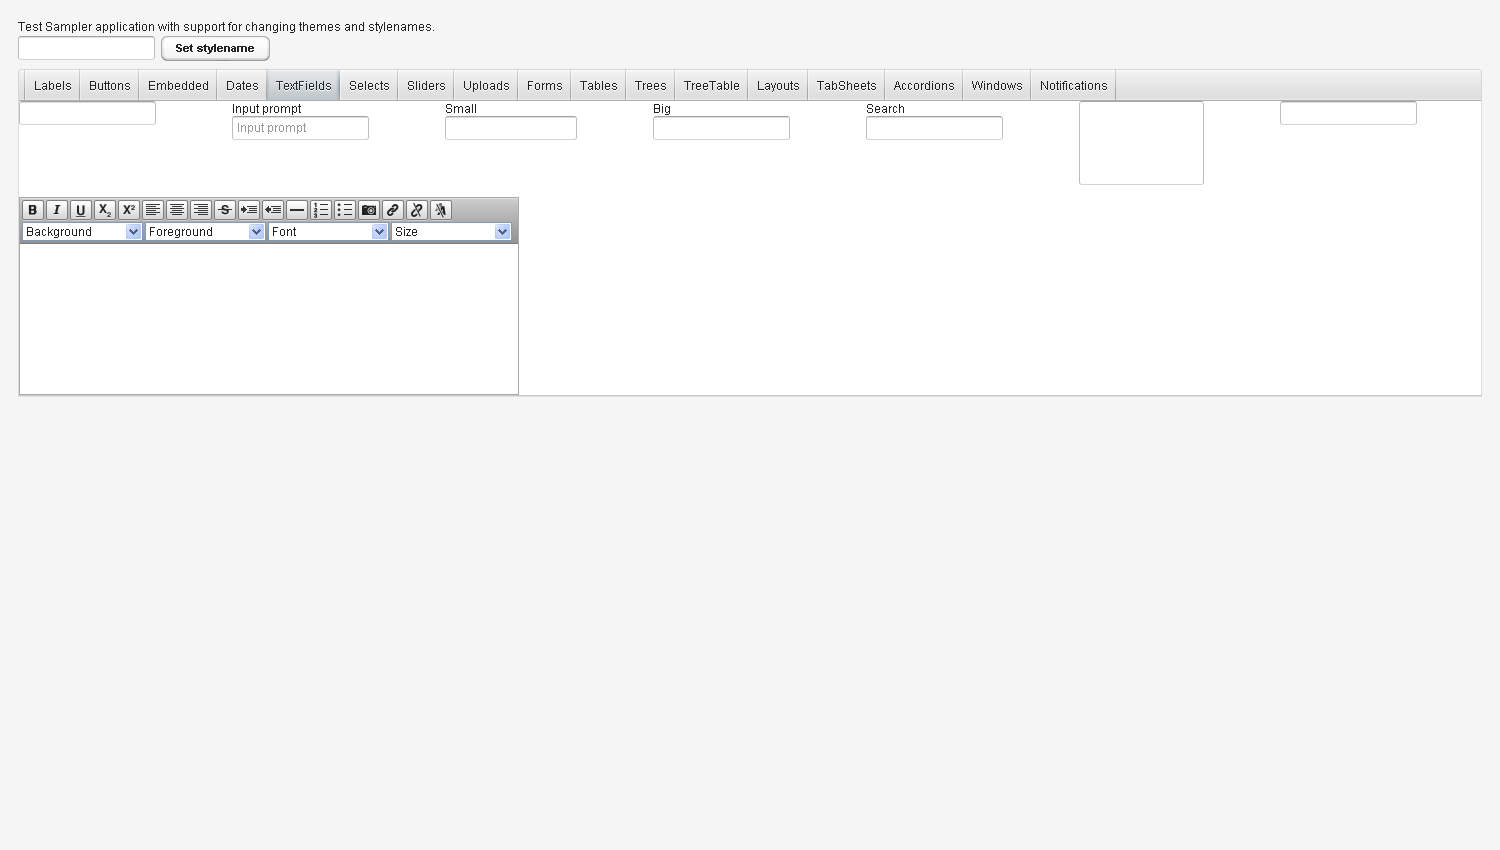 Test Sampler application with support for changing themes and stylenames.
Set stylename
Labels Buttons Embedded Dates TextFields Selects Sliders Uploads Forms Tables Trees TreeTable Layouts TabSheets Accordions Windows Notifications
Input prompt Small Big Search
Input prompt
B I U X₂ X² S
Background Foreground Font Size